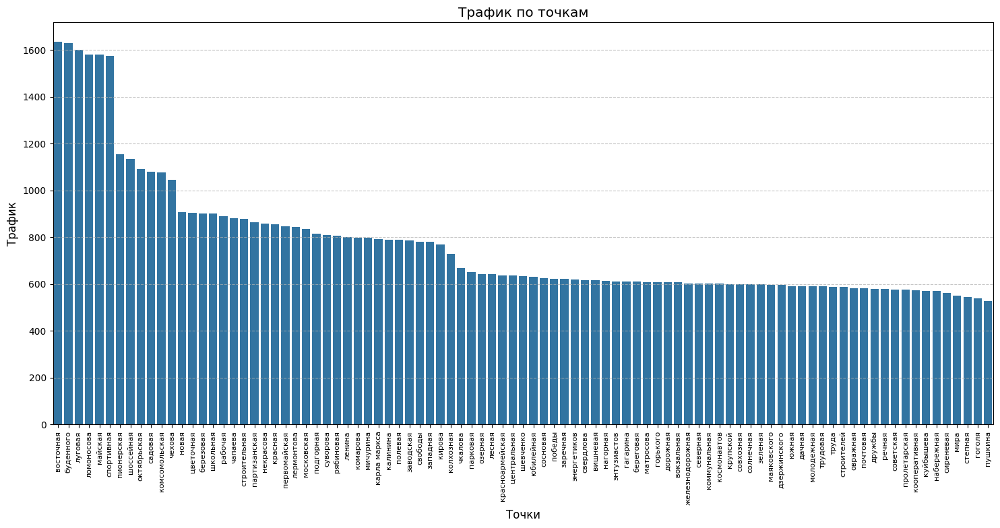 Трафик по точкам
Трафик
1600
1400
1200
1000
800
600
400
200
0
восточная
буденного
луговая
ломоносова
майская
спортивная
пионерская
шоссейная
октябрьская
садовая
комсомольская
чехова
новая
цветочная
березовая
школьная
рабочая
чапаева
строительная
партизанская
некрасова
красная
первомайская
лермонтова
московская
подгорная
суворова
рябиновая
ленина
комарова
мичурина
карла маркса
калинина
полевая
заводская
свободы
западная
кирова
колхозная
чкалова
парковая
озерная
лесная
красноармейская
центральная
шевченко
юбилейная
сосновая
победы
заречная
энергетиков
свердлова
вишневая
нагорная
энтузиастов
гагарина
береговая
матросова
горького
дорожная
вокзальная
железнодорожная
северная
коммунальная
космонавтов
крупской
совхозная
солнечная
зеленая
маяковского
дзержинского
южная
дачная
молодежная
трудовая
труда
строителей
овражная
почтовая
дружбы
речная
советская
пролетарская
кооперативная
куйбышева
набережная
сиреневая
мира
степная
гоголя
пушкина
Точки